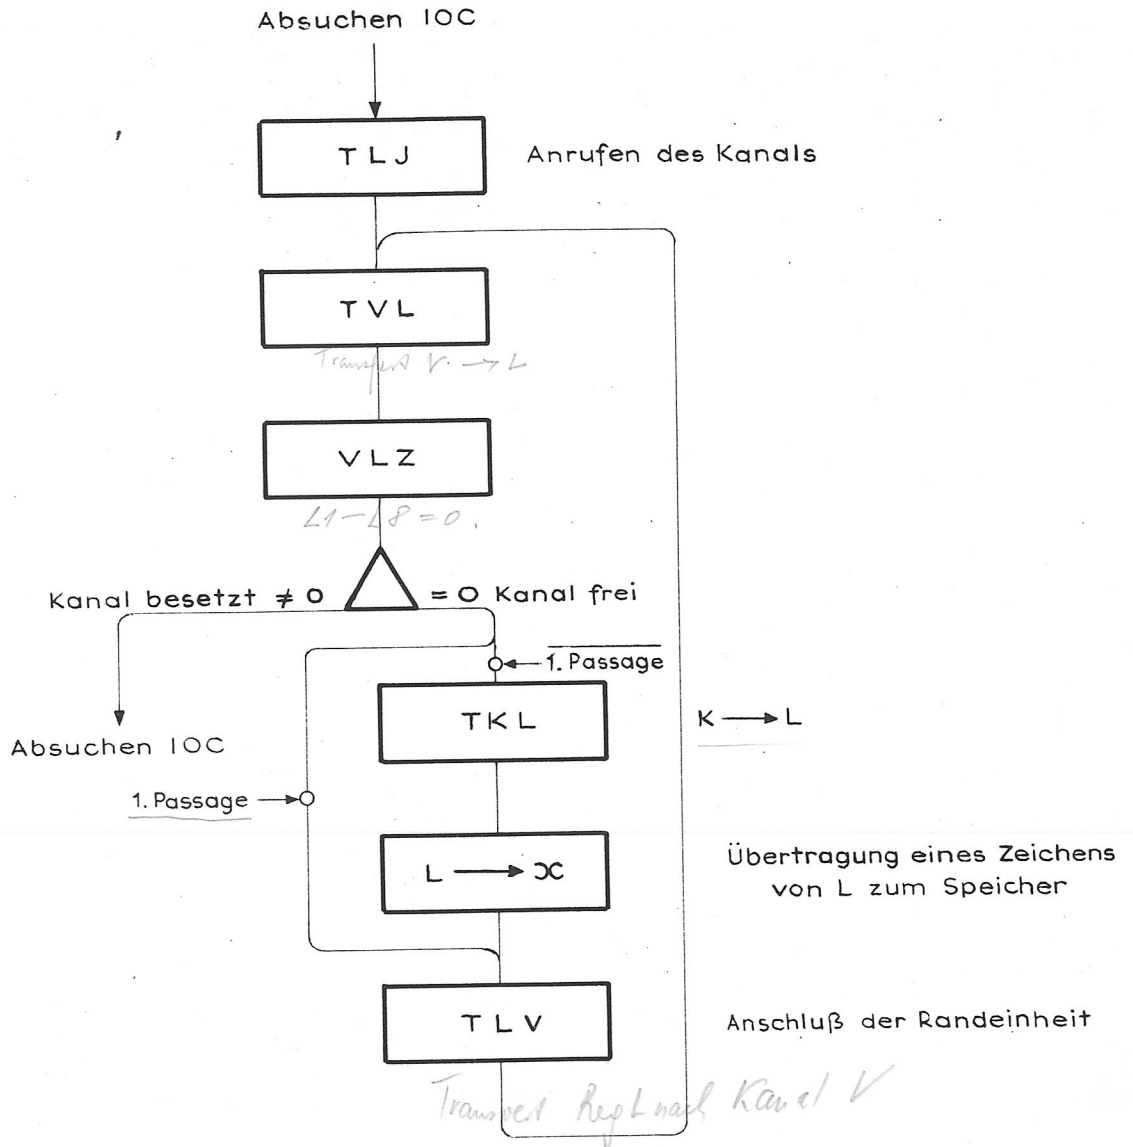 Absuchen IOC
TLJ
Anrufen des Kanals
TVL
Transfert V. → L
VLZ
L1 – L8 = 0.
Kanal besetzt ≠ 0
= 0 Kanal frei
1. Passage
TKL
K → L
Absuchen IOC
1. Passage
L → ϰ
Übertragung eines Zeichens
von L zum Speicher
TLV
Anschluß der Randeinheit
Transvert Reg L nach Kanal V